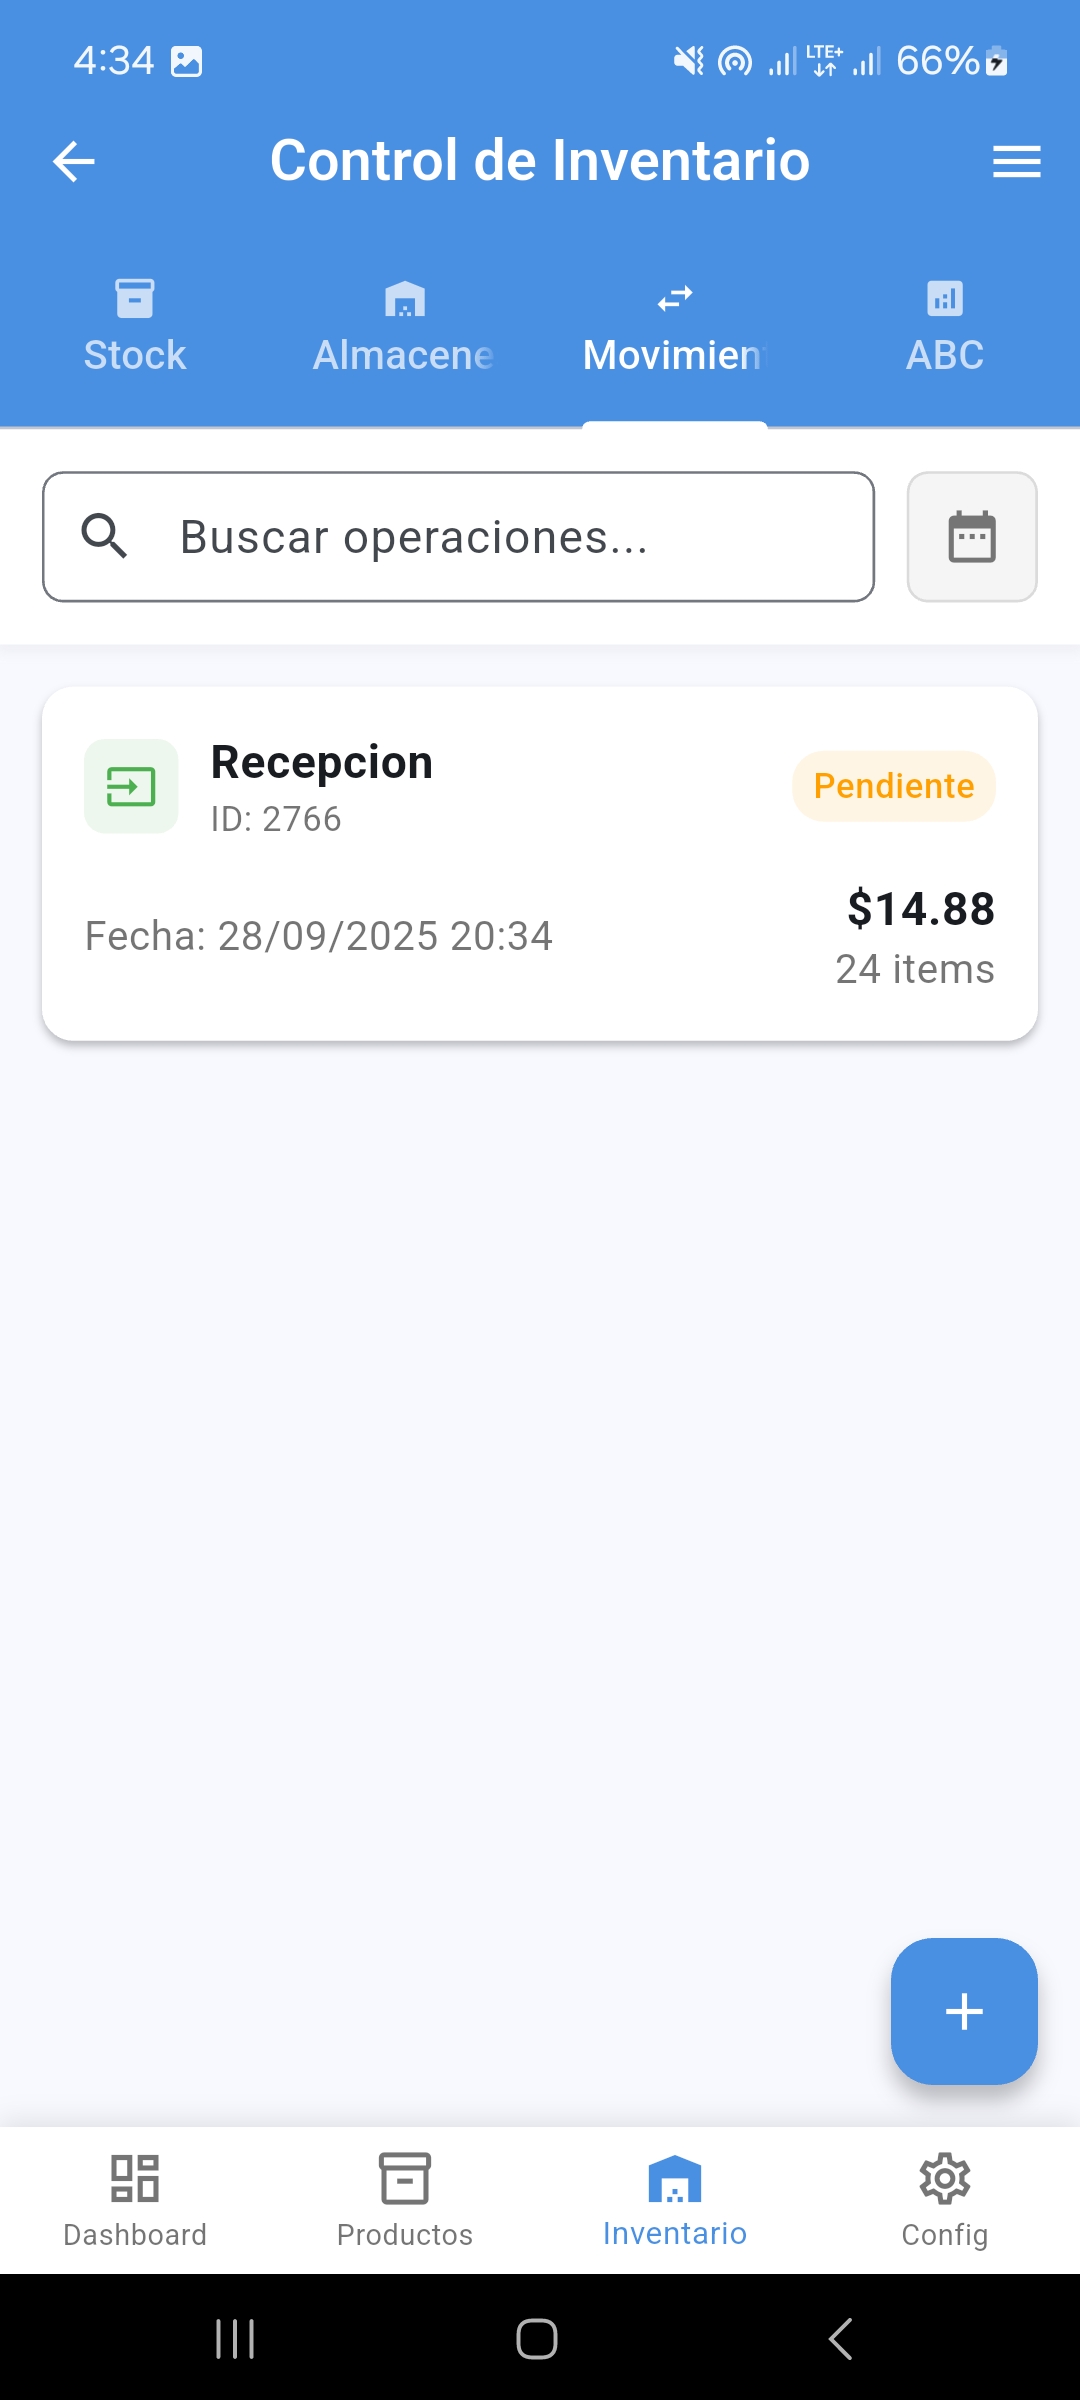 4:34 LTE+ 66%
Control de Inventario
Stock Almacene Movimien ABC
Buscar operaciones...
Recepcion
ID: 2766
Pendiente
Fecha: 28/09/2025 20:34
$14.88
24 items
Dashboard Productos Inventario Config